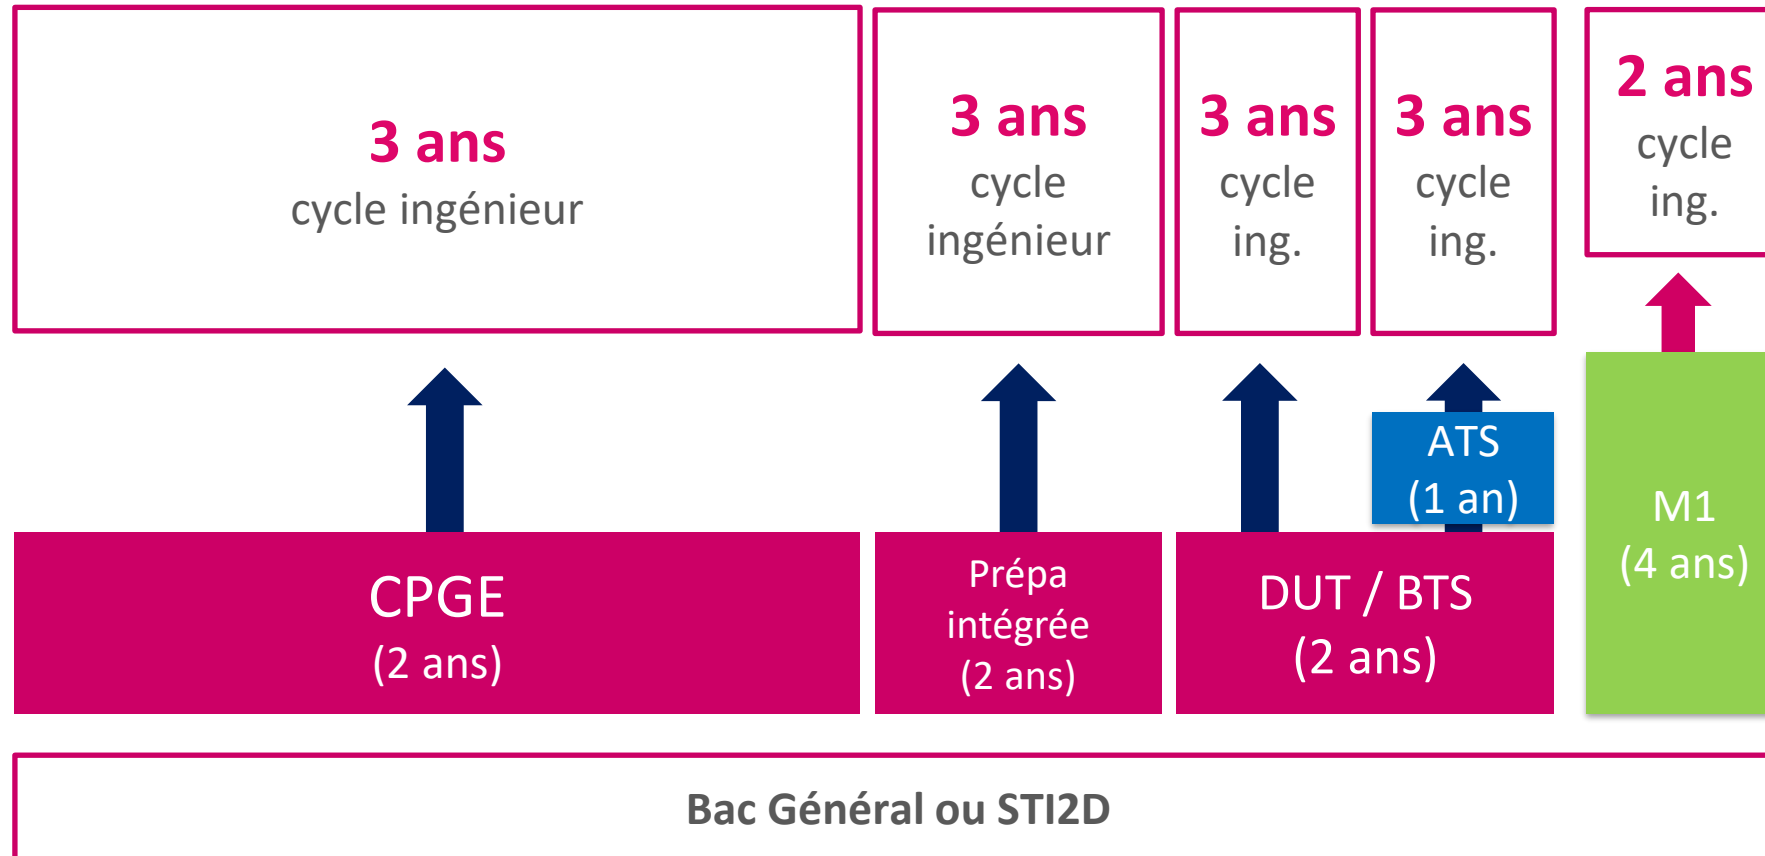 3 ans
cycle ingénieur
3 ans
cycle
ingénieur
3 ans
cycle
ing.
3 ans
cycle
ing.
2 ans
cycle
ing.
ATS
(1 an)
M1
(4 ans)
CPGE
(2 ans)
Prépa
intégrée
(2 ans)
DUT / BTS
(2 ans)
Bac Général ou STI2D